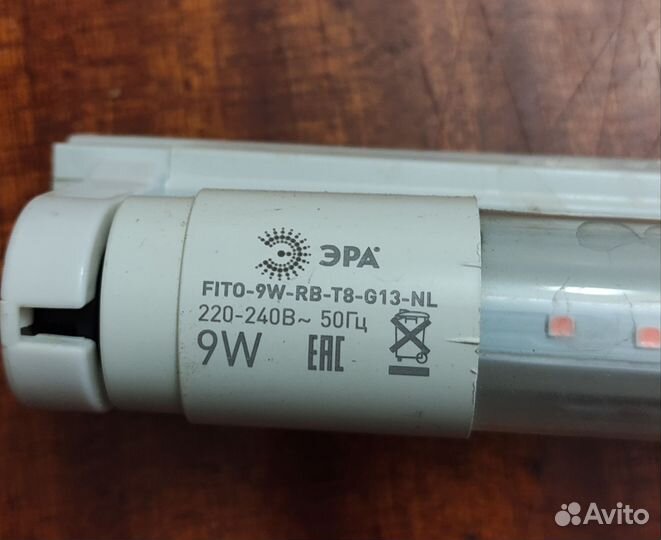 ЭРА
FITO-9W-RB-T8-G13-NL
220-240В~ 50Гц
9W EAC
Avito